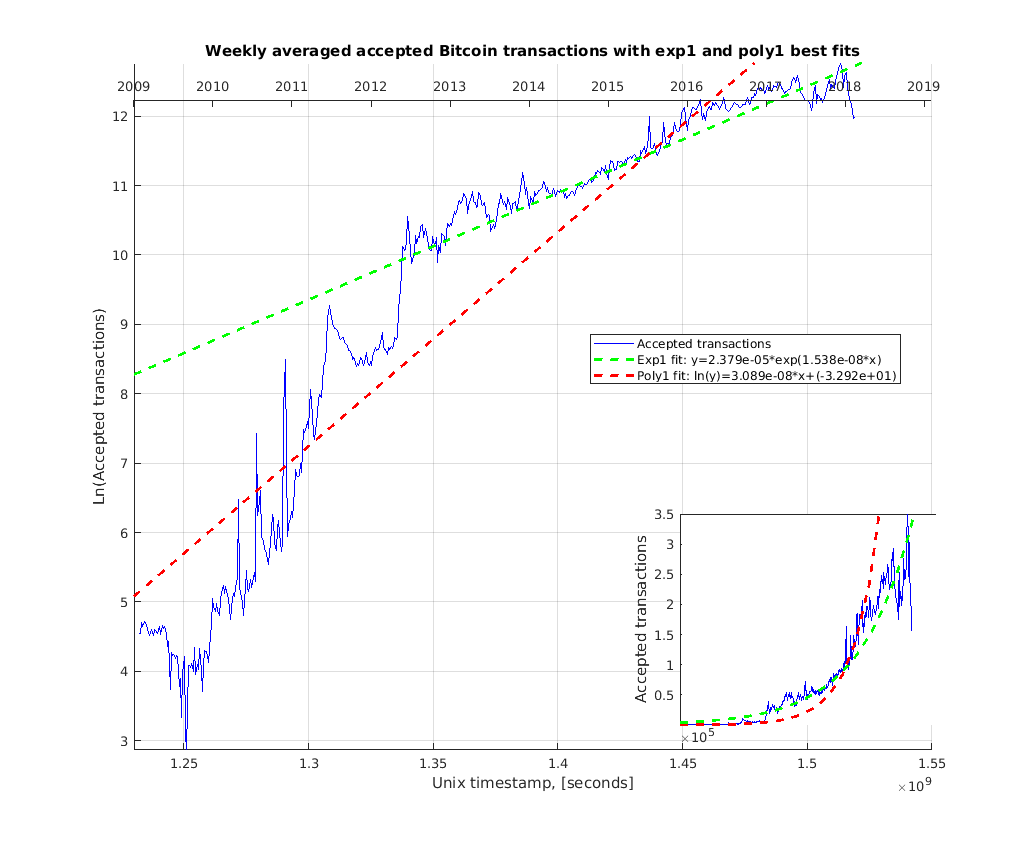 Weekly averaged accepted Bitcoin transactions with exp1 and poly1 best fits
2009 2010 2011 2012 2013 2014 2015 2016 2017 2018 2019
12
11
10
9
8
7
6
5
4
3
Ln(Accepted transactions)
Accepted transactions
Exp1 fit: y=2.379e-05*exp(1.538e-08*x)
Poly1 fit: ln(y)=3.089e-08*x+(-3.292e+01)
3.5
3
2.5
2
1.5
1
0.5
Accepted transactions
×10⁵
1.25 1.3 1.35 1.4 1.45 1.5 1.55
Unix timestamp, [seconds]
×10⁹